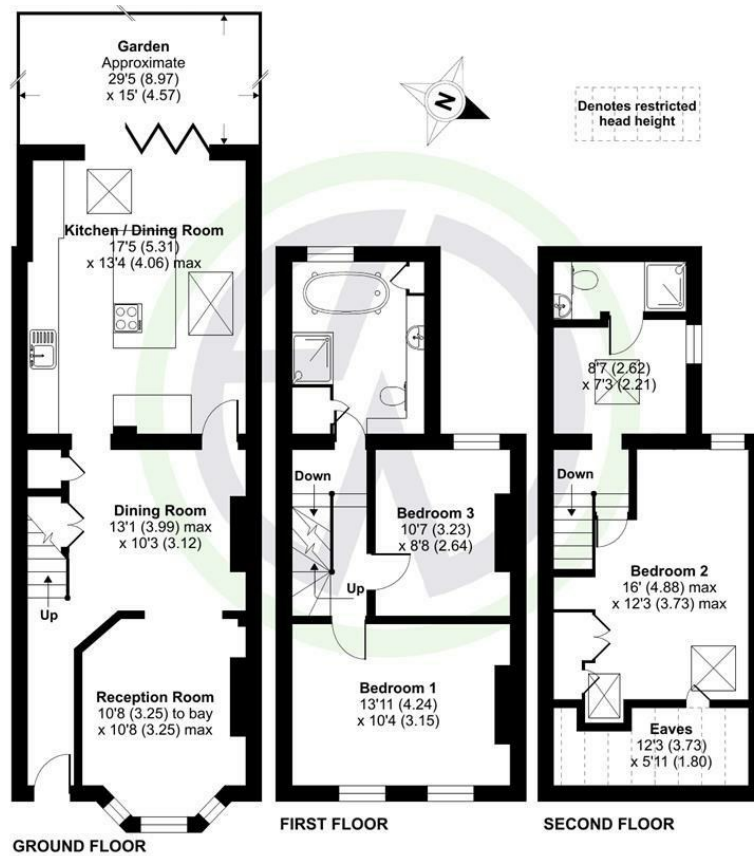 Garden
Approximate
29'5 (8.97)
x 15' (4.57)
N
Denotes restricted
head height
Kitchen / Dining Room
17'5 (5.31)
x 13'4 (4.06) max
8'7 (2.62)
x 7'3 (2.21)
Dining Room
13'1 (3.99) max
x 10'3 (3.12)
Up
Down
Bedroom 3
10'7 (3.23)
x 8'8 (2.64)
Up
Down
Bedroom 2
16' (4.88) max
x 12'3 (3.73) max
Reception Room
10'8 (3.25) to bay
x 10'8 (3.25) max
Bedroom 1
13'11 (4.24)
x 10'4 (3.15)
Eaves
12'3 (3.73)
x 5'11 (1.80)
GROUND FLOOR
FIRST FLOOR
SECOND FLOOR